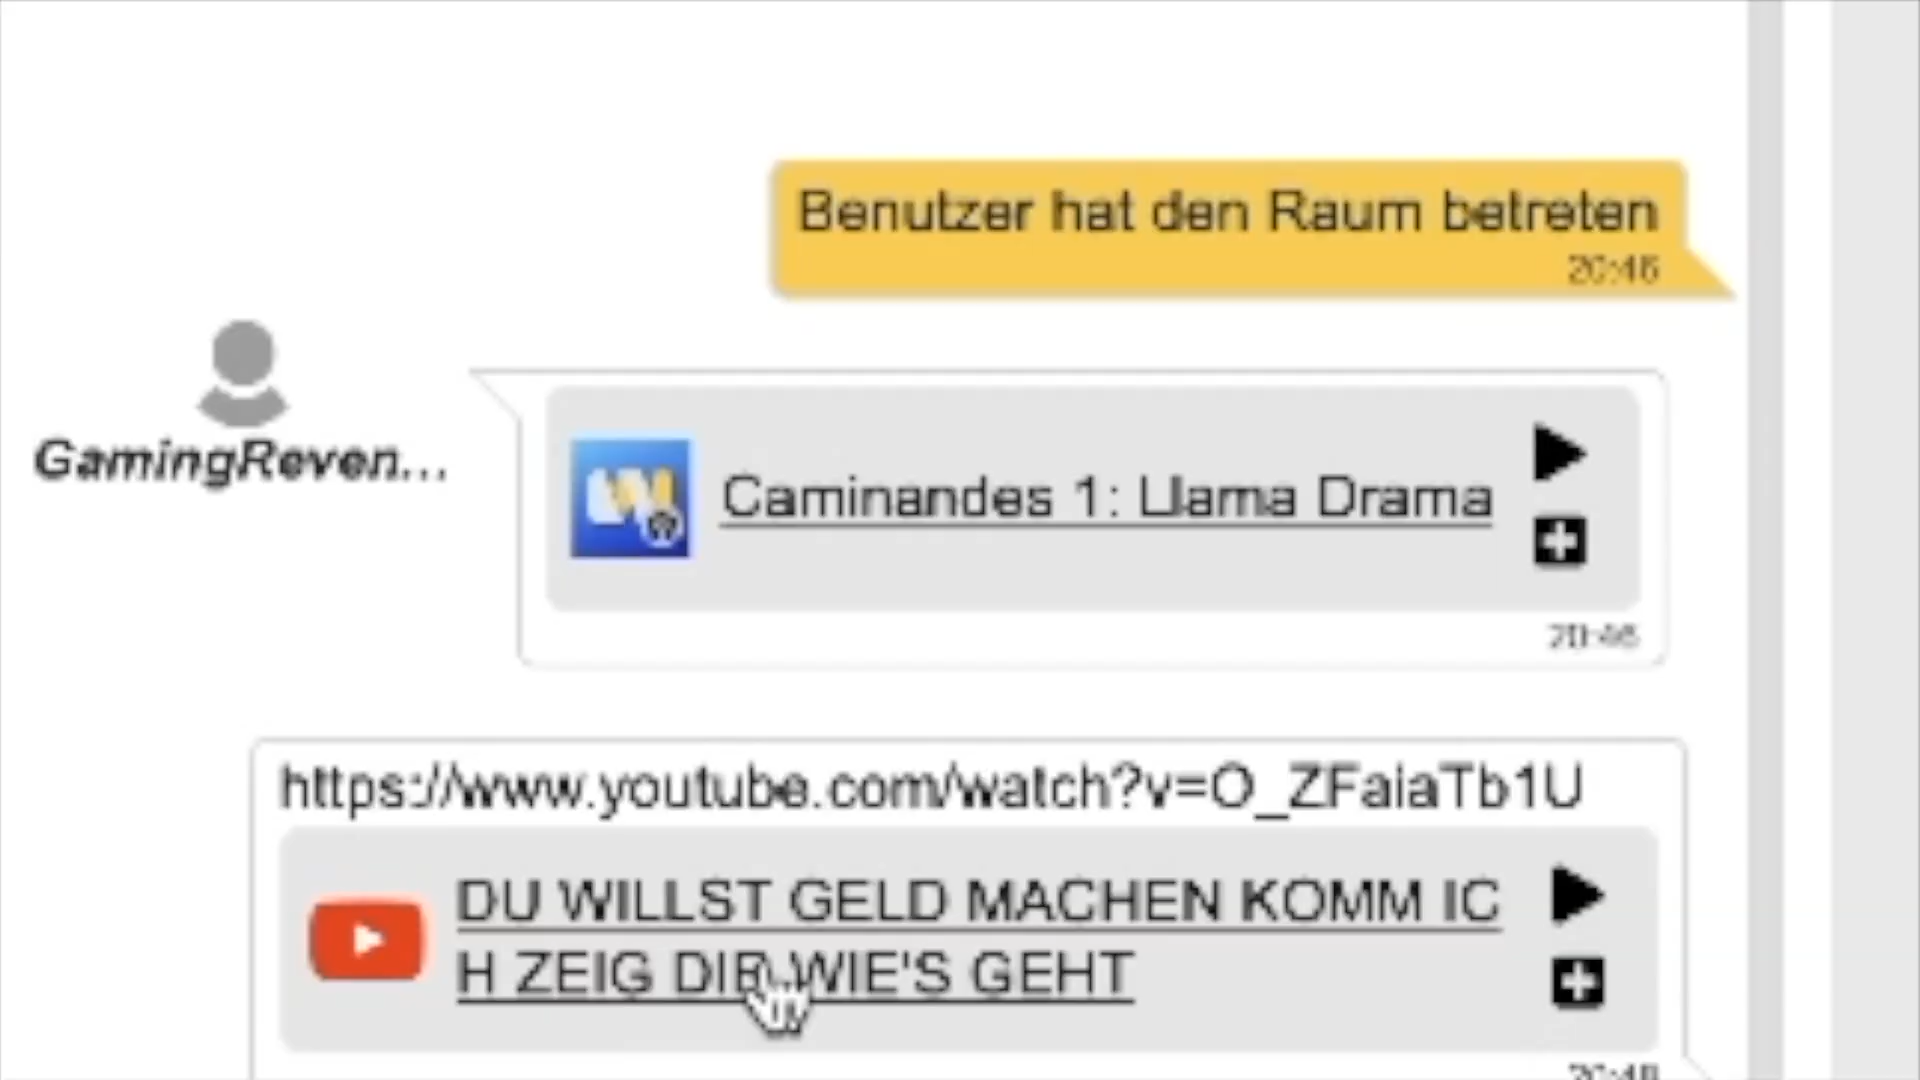 Benutzer hat den Raum betreten
20:46
GamingReven...
Caminandes 1: Llama Drama
20:46
https://www.youtube.com/watch?v=O_ZFaiaTb1U
DU WILLST GELD MACHEN KOMM IC
H ZEIG DIR WIE'S GEHT